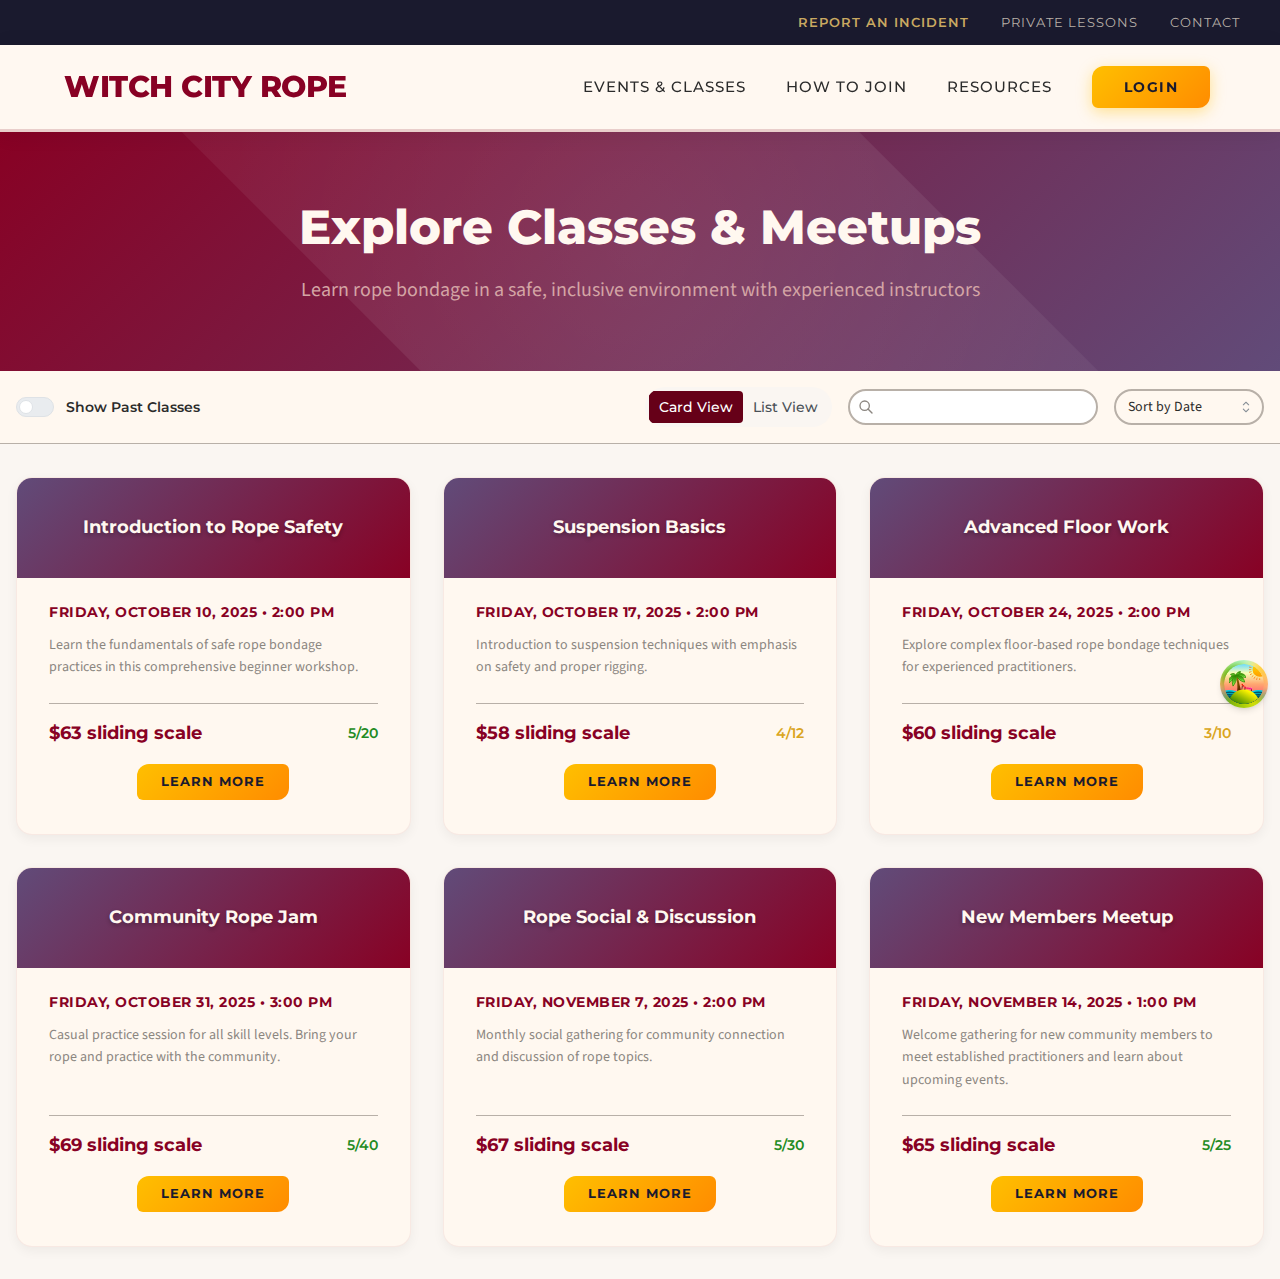 REPORT AN INCIDENT PRIVATE LESSONS CONTACT
WITCH CITY ROPE EVENTS & CLASSES HOW TO JOIN RESOURCES LOGIN
Explore Classes & Meetups
Learn rope bondage in a safe, inclusive environment with experienced instructors
Show Past Classes Card View List View Sort by Date
Introduction to Rope Safety
FRIDAY, OCTOBER 10, 2025 • 2:00 PM
Learn the fundamentals of safe rope bondage
practices in this comprehensive beginner workshop.
$63 sliding scale 5/20
LEARN MORE
Suspension Basics
FRIDAY, OCTOBER 17, 2025 • 2:00 PM
Introduction to suspension techniques with emphasis
on safety and proper rigging.
$58 sliding scale 4/12
LEARN MORE
Advanced Floor Work
FRIDAY, OCTOBER 24, 2025 • 2:00 PM
Explore complex floor-based rope bondage techniques
for experienced practitioners.
$60 sliding scale 3/10
LEARN MORE
Community Rope Jam
FRIDAY, OCTOBER 31, 2025 • 3:00 PM
Casual practice session for all skill levels. Bring your
rope and practice with the community.
$69 sliding scale 5/40
LEARN MORE
Rope Social & Discussion
FRIDAY, NOVEMBER 7, 2025 • 2:00 PM
Monthly social gathering for community connection
and discussion of rope topics.
$67 sliding scale 5/30
LEARN MORE
New Members Meetup
FRIDAY, NOVEMBER 14, 2025 • 1:00 PM
Welcome gathering for new community members to
meet established practitioners and learn about
upcoming events.
$65 sliding scale 5/25
LEARN MORE